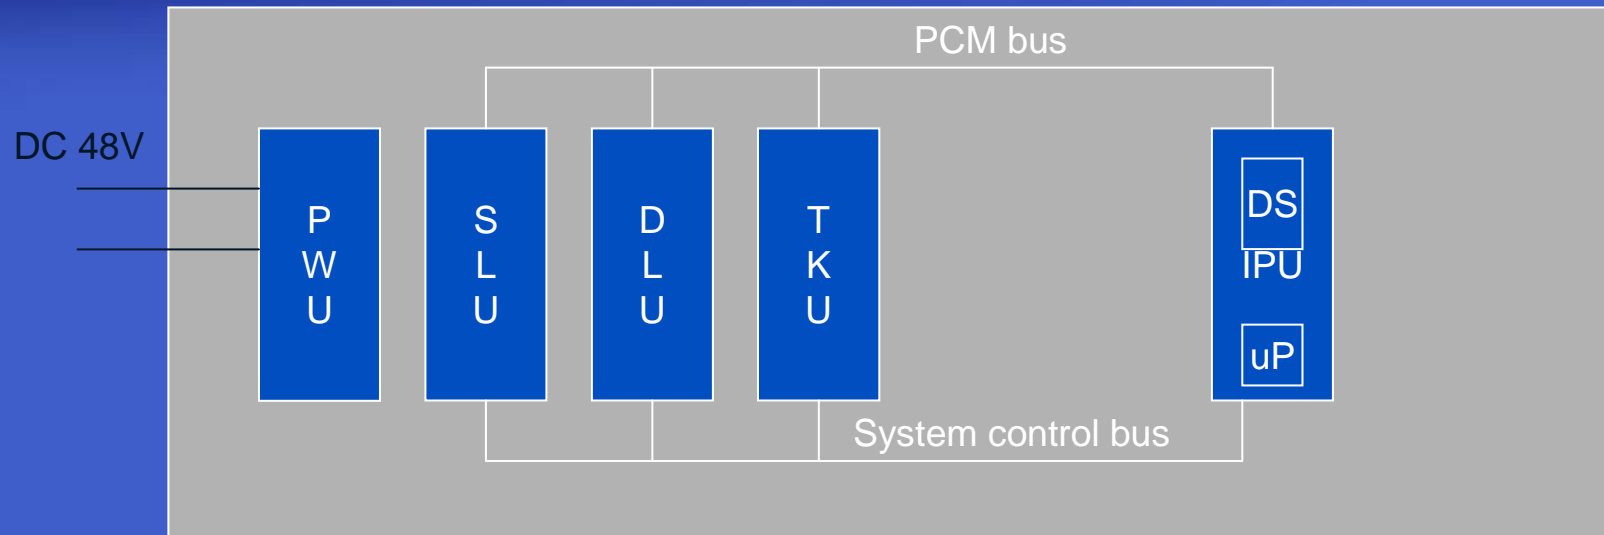 PCM bus
DC 48V
P
W
U
S
L
U
D
L
U
T
K
U
DS
IPU
uP
System control bus